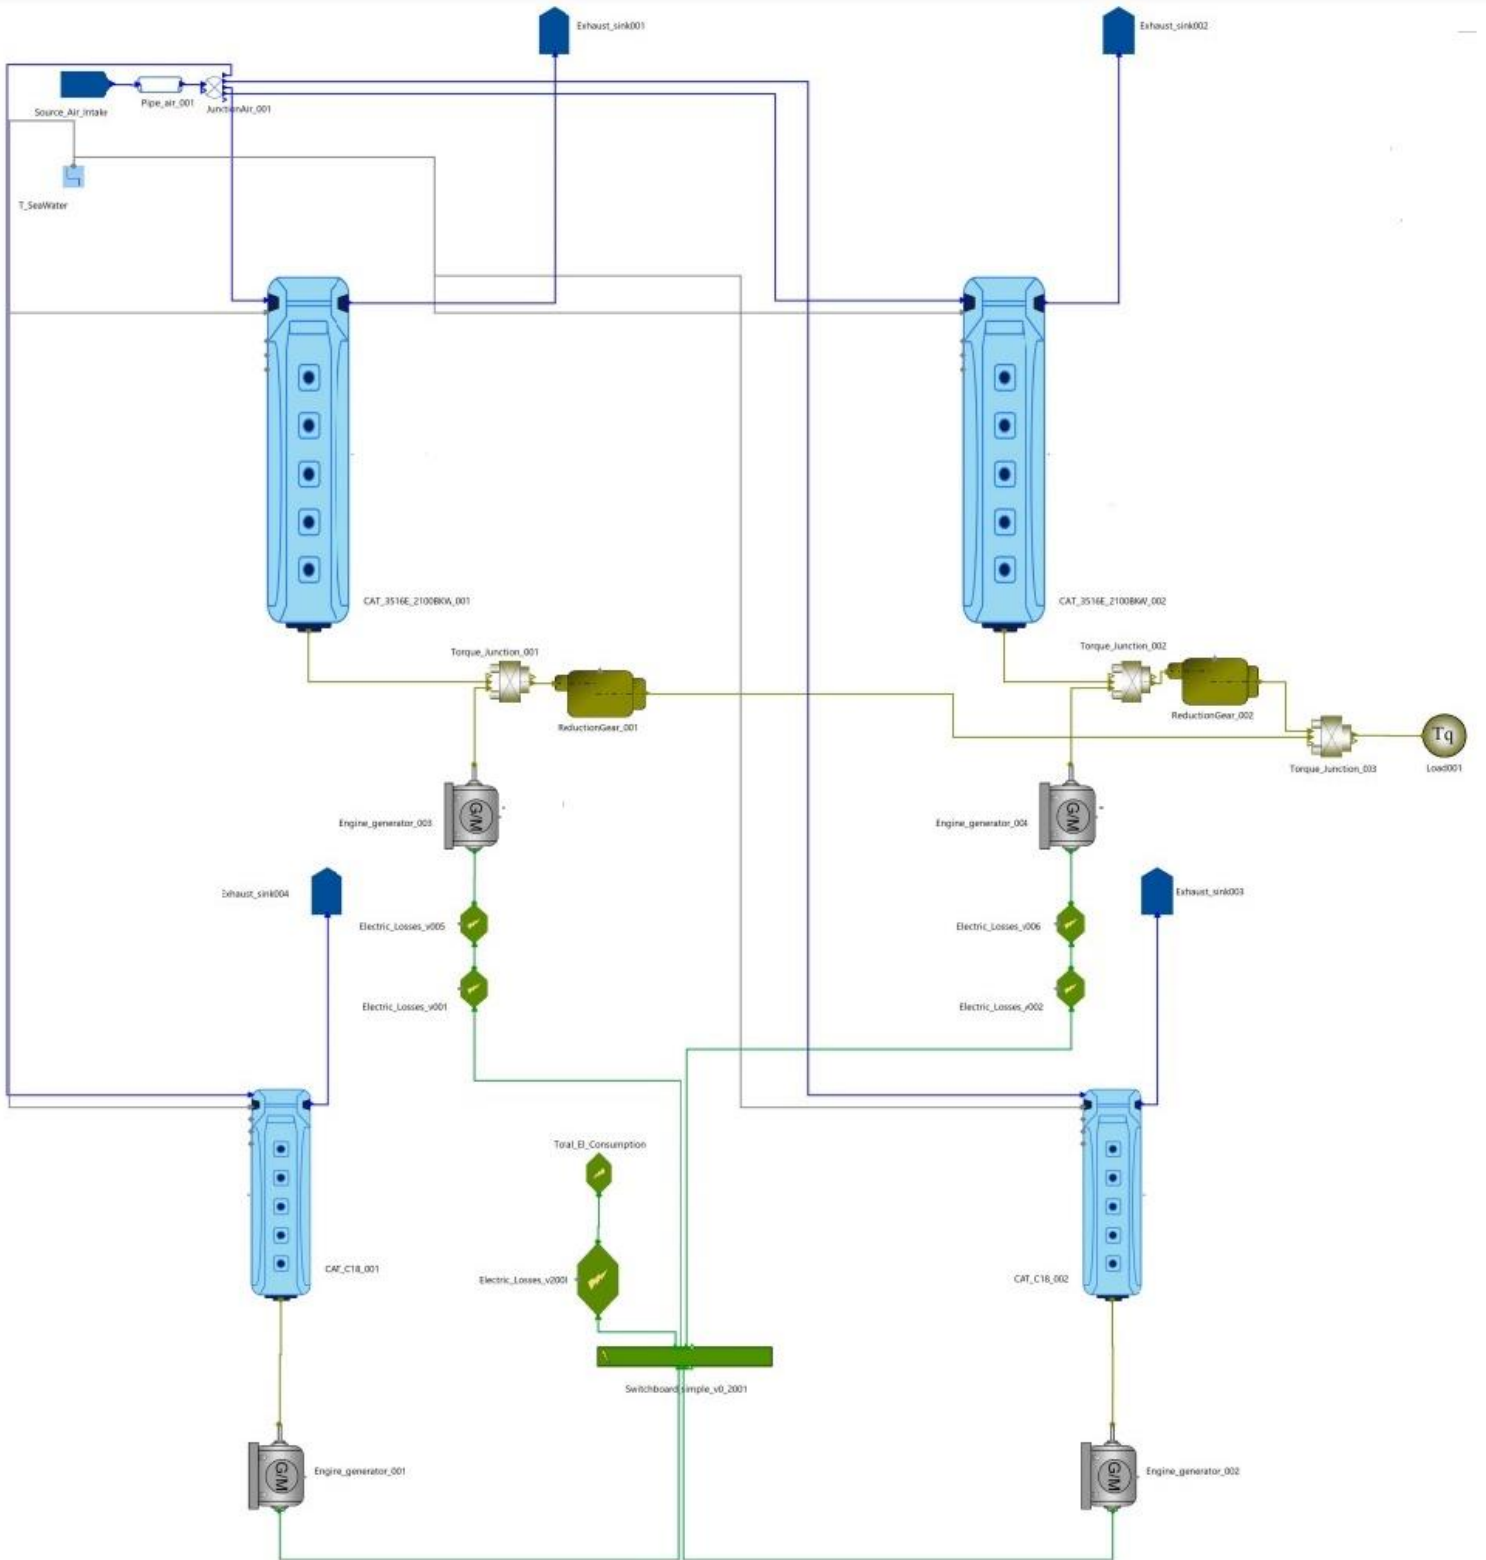 Exhaust_sink001
Exhaust_sink002
Source_Air_Intake
Pipe_air_001
JunctionAir_001
T_SeaWater
CAT_3516E_2100BKW_001
CAT_3516E_2100BKW_002
Torque_Junction_001
Torque_Junction_002
ReductionGear_001
ReductionGear_002
Tq
Torque_Junction_003
Load001
G/M
G/M
Engine_generator_003
Engine_generator_004
Exhaust_sink004
Exhaust_sink003
Electric_Losses_v005
Electric_Losses_v006
Electric_Losses_v001
Electric_Losses_v002
Total_El_Consumption
CAT_C18_001
Electric_Losses_v2001
CAT_C18_002
Switchboard_simple_v0_2001
G/M
Engine_generator_001
G/M
Engine_generator_002